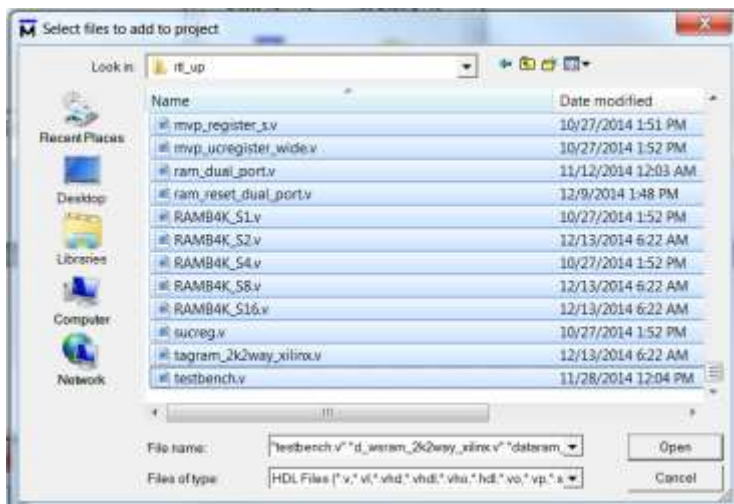 Select files to add to project
Look in: rtl_up
Name Date modified
mvp_register_s.v 10/27/2014 1:51 PM
mvp_ucregister_wide.v 10/27/2014 1:52 PM
ram_dual_port.v 11/12/2014 12:03 AM
ram_reset_dual_port.v 12/9/2014 1:48 PM
RAMB4K_S1.v 10/27/2014 1:52 PM
RAMB4K_S2.v 12/13/2014 6:22 AM
RAMB4K_S4.v 10/27/2014 1:52 PM
RAMB4K_S8.v 12/13/2014 6:22 AM
RAMB4K_S16.v 12/13/2014 6:22 AM
sucreg.v 10/27/2014 1:52 PM
tagram_2k2way_xilinx.v 12/13/2014 6:22 AM
testbench.v 11/28/2014 12:04 PM
Recent Places
Desktop
Libraries
Computer
Network
File name: "testbench.v" "d_wsram_2k2way_xilinx.v" "dataram_ Open
Files of type: HDL Files (*.v,*.vl,*.vhd,*.vhdl,*.vho,*.hdl,*.vo,*.vp,*.s Cancel